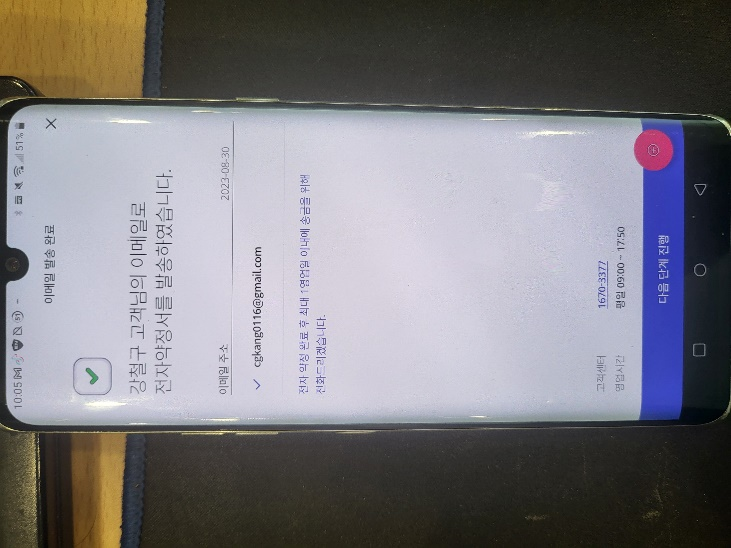 10:05
51%
이메일 발송 완료
강철구 고객님의 이메일로
전자약정서를 발송하였습니다.
이메일 주소 2023-08-30
cgkang0116@gmail.com
전자 약정 완료 후 최대 1영업일 이내에 송금을 위해
전화드리겠습니다.
고객센터 1670-3377
영업시간 평일 09:00 ~ 17:50
다음 단계 진행